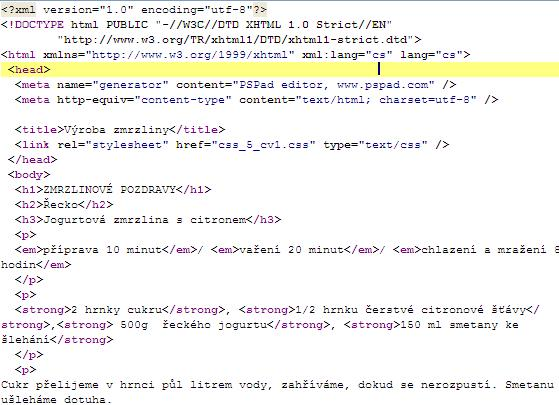 <?xml version="1.0" encoding="utf-8"?>
<!DOCTYPE html PUBLIC "-//W3C//DTD XHTML 1.0 Strict//EN"
"http://www.w3.org/TR/xhtml1/DTD/xhtml1-strict.dtd">
<html xmlns="http://www.w3.org/1999/xhtml" xml:lang="cs" lang="cs">
<head>
<meta name="generator" content="PSPad editor, www.pspad.com" />
<meta http-equiv="content-type" content="text/html; charset=utf-8" />
<title>Výroba zmrzliny</title>
<link rel="stylesheet" href="css_5_cv1.css" type="text/css" />
</head>
<body>
<h1>ZMRZLINOVÉ POZDRAVY</h1>
<h2>Řecko</h2>
<h3>Jogurtová zmrzlina s citronem</h3>
<p>
<em>příprava 10 minut</em>/ <em>vaření 20 minut</em>/ <em>chlazení a mražení 8
hodin</em>
</p>
<p>
<strong>2 hrnky cukru</strong>, <strong>1/2 hrnku čerstvé citronové šťávy</
strong>,<strong> 500g  řeckého jogurtu</strong>, <strong>150 ml smetany ke
šlehání</strong>
</p>
<p>
Cukr přelijeme v hrnci půl litrem vody, zahříváme, dokud se nerozpustí. Smetanu
ušleháme dotuha.